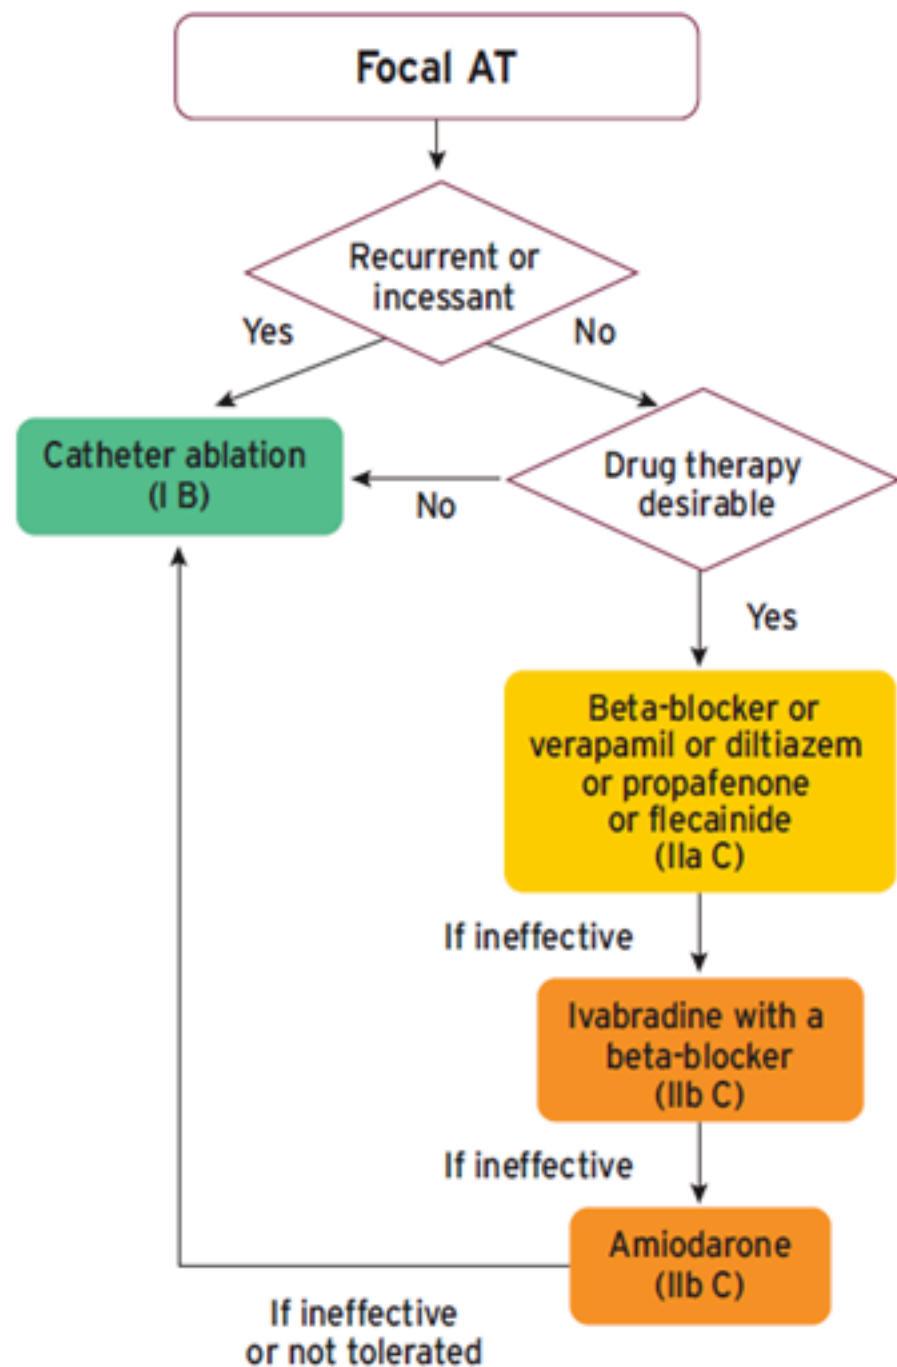 Focal AT
Recurrent or
incessant
Yes
No
Catheter ablation
(I B)
No
Drug therapy
desirable
Yes
Beta-blocker or
verapamil or diltiazem
or propafenone
or flecainide
(IIa C)
If ineffective
Ivabradine with a
beta-blocker
(IIb C)
If ineffective
Amiodarone
(IIb C)
If ineffective
or not tolerated